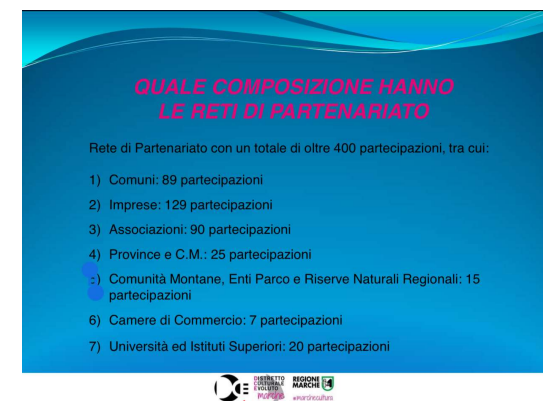 QUALE COMPOSIZIONE HANNO
LE RETI DI PARTENARIATO
Rete di Partenariato con un totale di oltre 400 partecipazioni, tra cui:
1) Comuni: 89 partecipazioni
2) Imprese: 129 partecipazioni
3) Associazioni: 90 partecipazioni
4) Province e C.M.: 25 partecipazioni
) Comunità Montane, Enti Parco e Riserve Naturali Regionali: 15
partecipazioni
6) Camere di Commercio: 7 partecipazioni
7) Università ed Istituti Superiori: 20 partecipazioni
DISTRETTO
CULTURALE
EVOLUTO
marche
REGIONE
MARCHE
#marchecultura